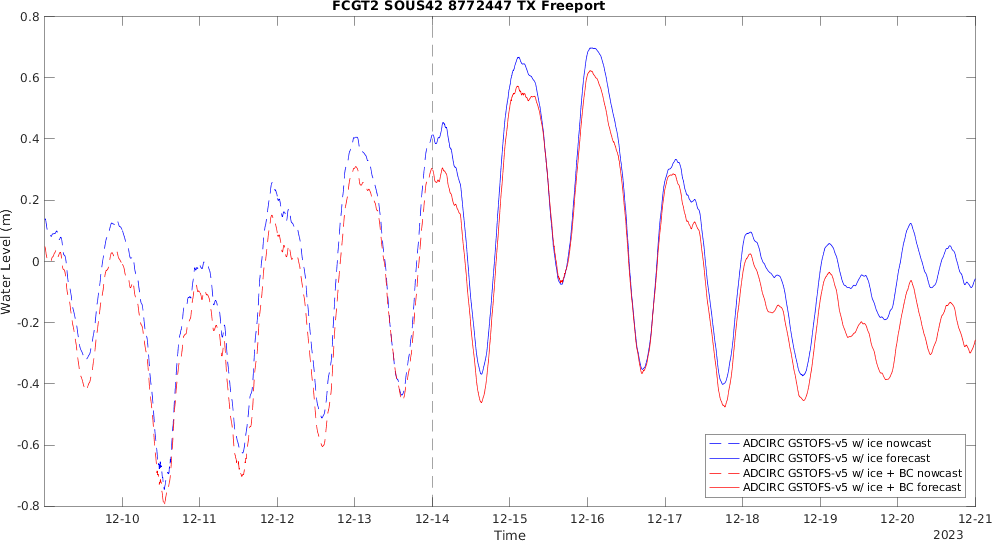 FCGT2 SOUS42 8772447 TX Freeport
Water Level (m)
0.8
0.6
0.4
0.2
0
-0.2
-0.4
-0.6
-0.8
ADCIRC GSTOFS-v5 w/ ice nowcast
ADCIRC GSTOFS-v5 w/ ice forecast
ADCIRC GSTOFS-v5 w/ ice + BC nowcast
ADCIRC GSTOFS-v5 w/ ice + BC forecast
12-10 12-11 12-12 12-13 12-14 12-15 12-16 12-17 12-18 12-19 12-20 12-21
Time
2023